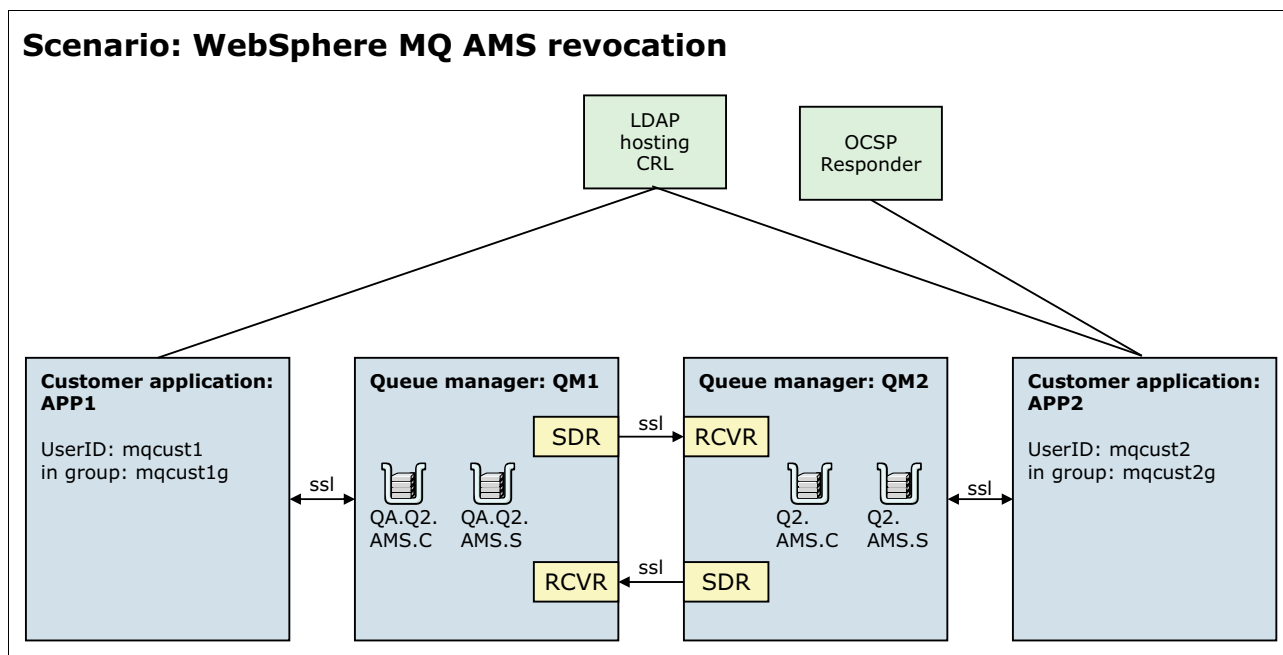 Scenario: WebSphere MQ AMS revocation
LDAP
hosting
CRL
OCSP
Responder
Customer application:
APP1
UserID: mqcust1
in group: mqcust1g
ssl
Queue manager: QM1
SDR
QA.Q2.
AMS.C
QA.Q2.
AMS.S
RCVR
ssl
ssl
Queue manager: QM2
RCVR
Q2.
AMS.C
Q2.
AMS.S
SDR
ssl
Customer application:
APP2
UserID: mqcust2
in group: mqcust2g